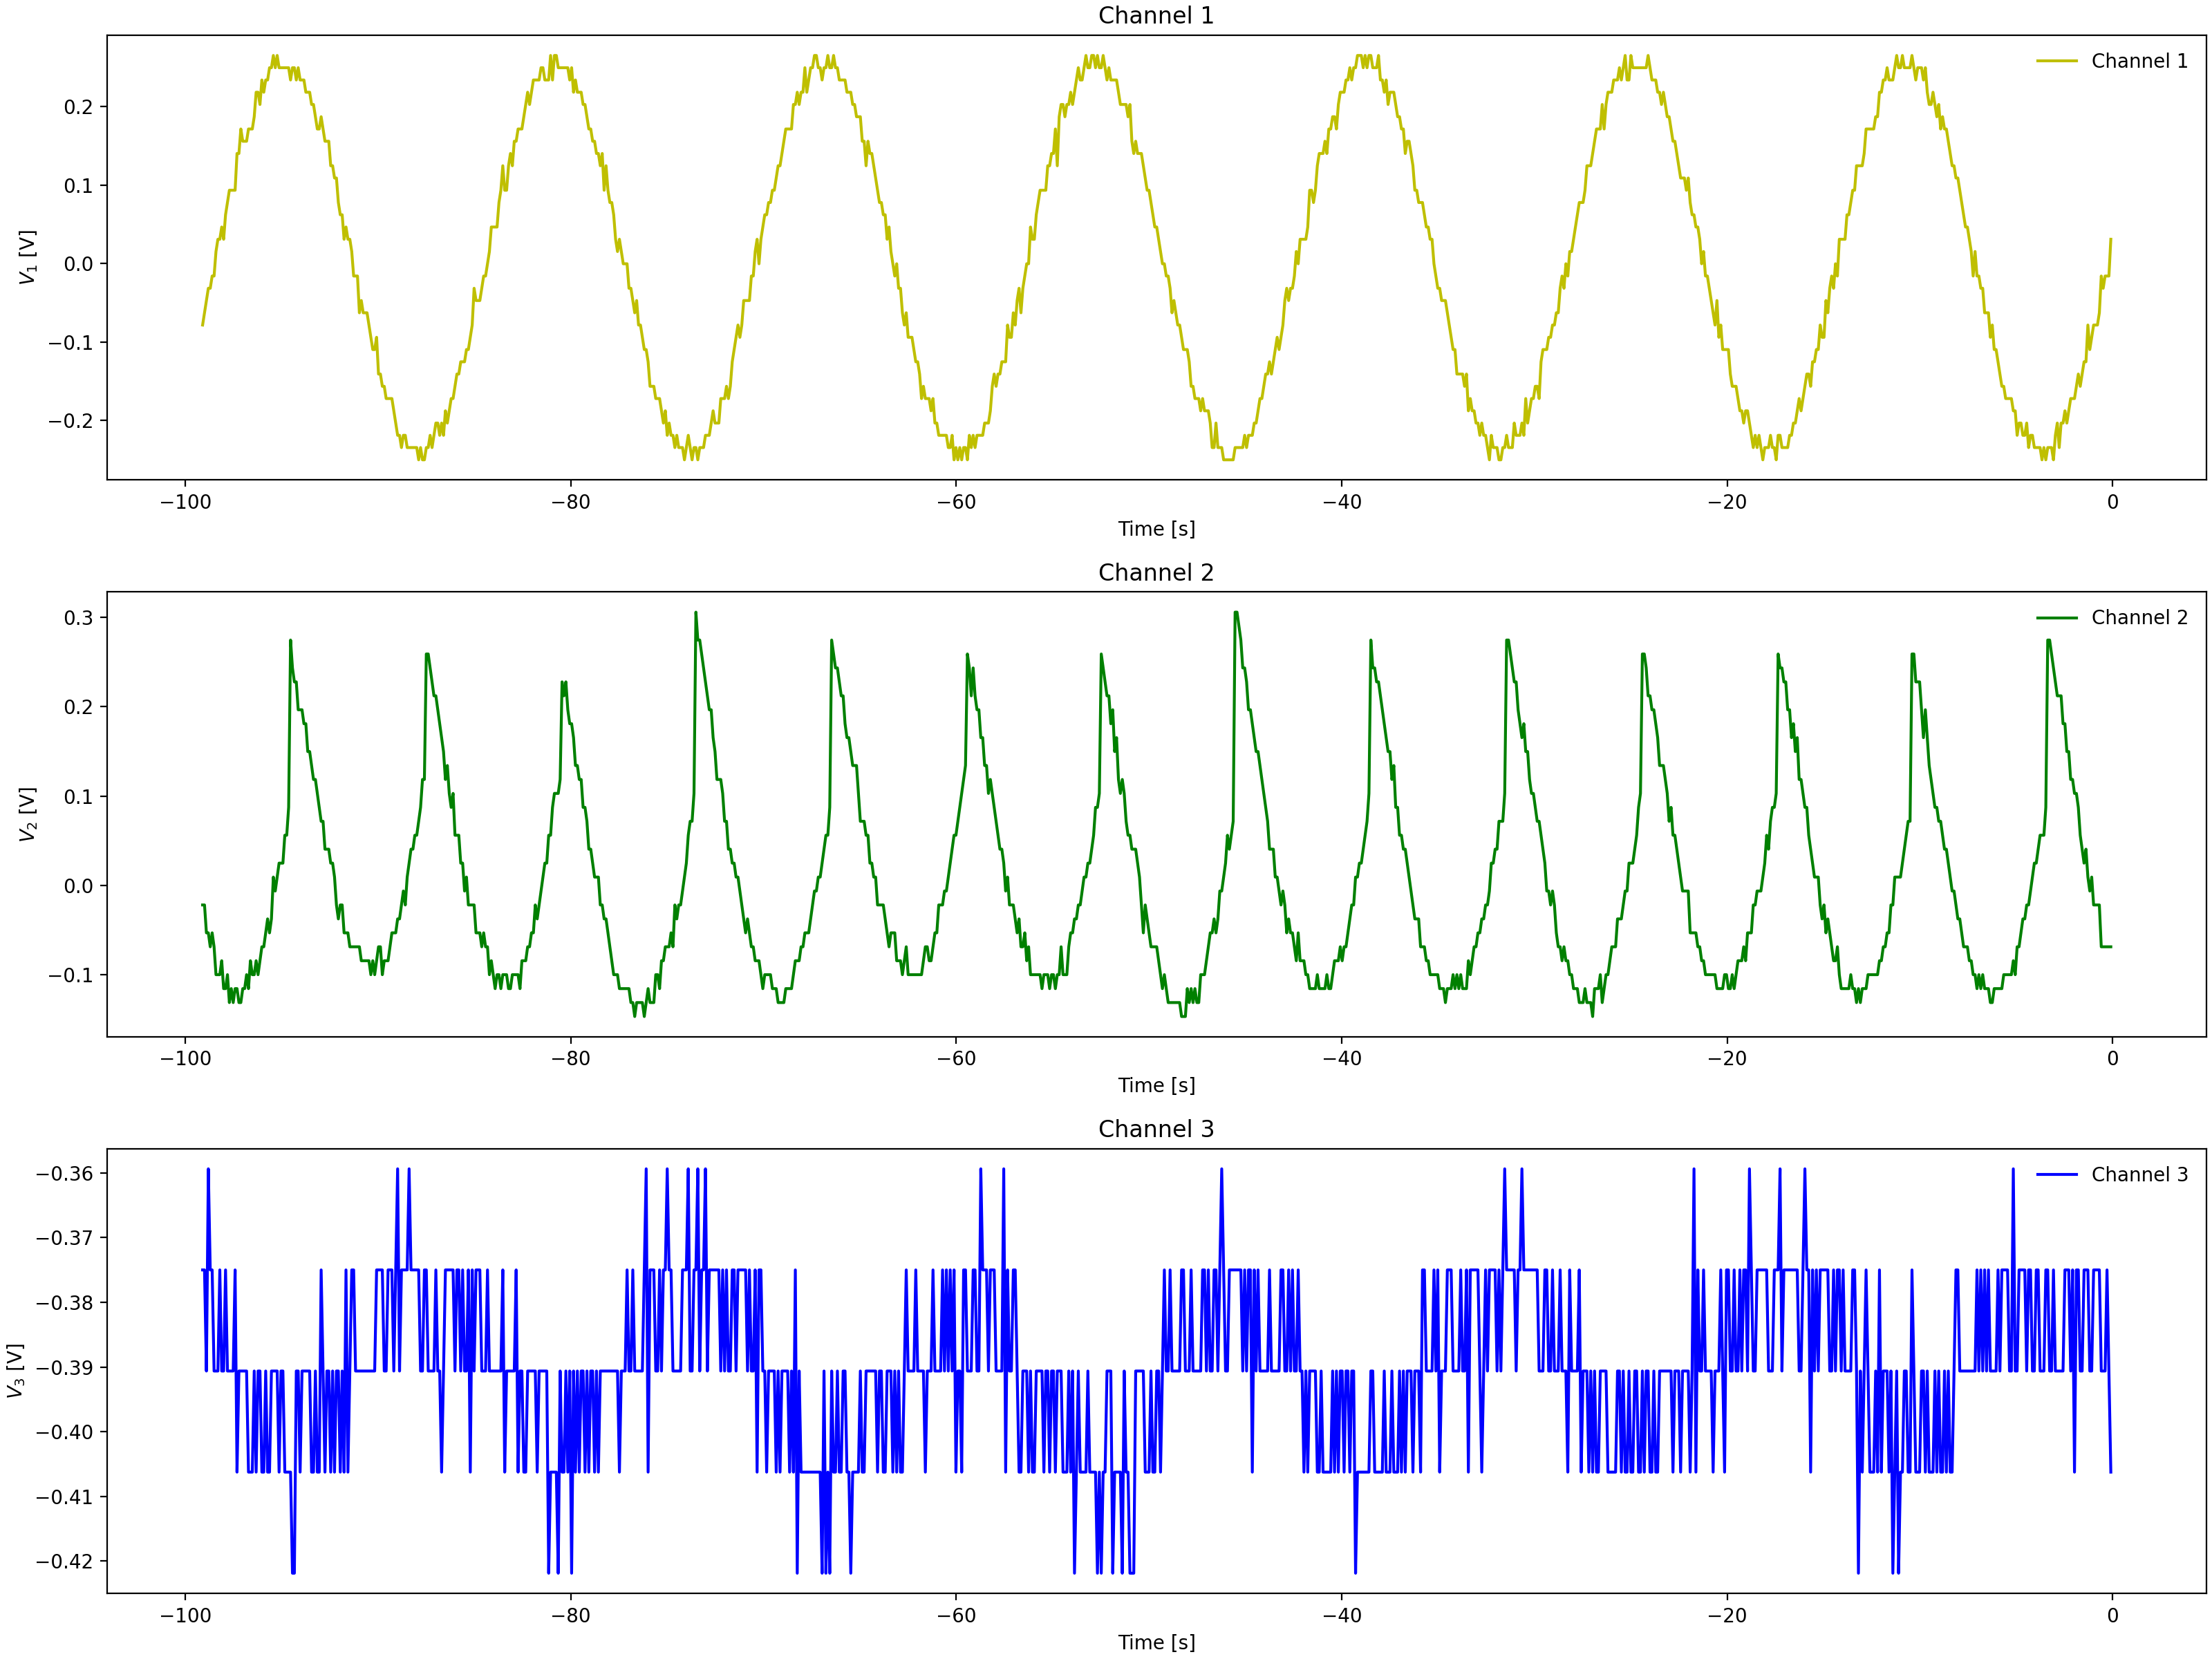 Channel 1
Channel 1
0.2
0.1
0.0
−0.1
−0.2
V₁ [V]
−100 −80 −60 −40 −20 0
Time [s]
Channel 2
Channel 2
0.3
0.2
0.1
0.0
−0.1
V₂ [V]
−100 −80 −60 −40 −20 0
Time [s]
Channel 3
Channel 3
−0.36
−0.37
−0.38
−0.39
−0.40
−0.41
−0.42
V₃ [V]
−100 −80 −60 −40 −20 0
Time [s]